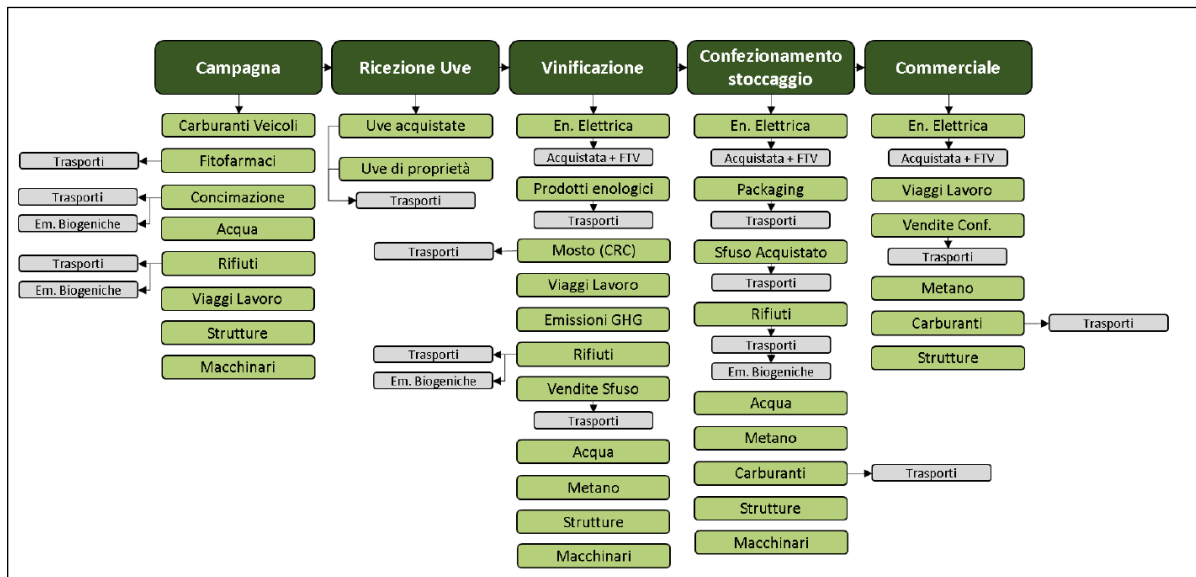 Campagna
Ricezione Uve
Vinificazione
Confezionamento
stoccaggio
Commerciale
Carburanti Veicoli
Fitofarmaci
Trasporti
Concimazione
Trasporti
Em. Biogeniche
Acqua
Rifiuti
Trasporti
Em. Biogeniche
Viaggi Lavoro
Strutture
Macchinari
Uve acquistate
Uve di proprietà
Trasporti
En. Elettrica
Acquistata + FTV
Prodotti enologici
Trasporti
Mosto (CRC)
Trasporti
Viaggi Lavoro
Emissioni GHG
Rifiuti
Trasporti
Em. Biogeniche
Vendite Sfuso
Trasporti
Acqua
Metano
Strutture
Macchinari
En. Elettrica
Acquistata + FTV
Packaging
Trasporti
Sfuso Acquistato
Trasporti
Rifiuti
Trasporti
Em. Biogeniche
Acqua
Metano
Carburanti
Trasporti
Strutture
Macchinari
En. Elettrica
Acquistata + FTV
Viaggi Lavoro
Vendite Conf.
Trasporti
Metano
Carburanti
Trasporti
Strutture